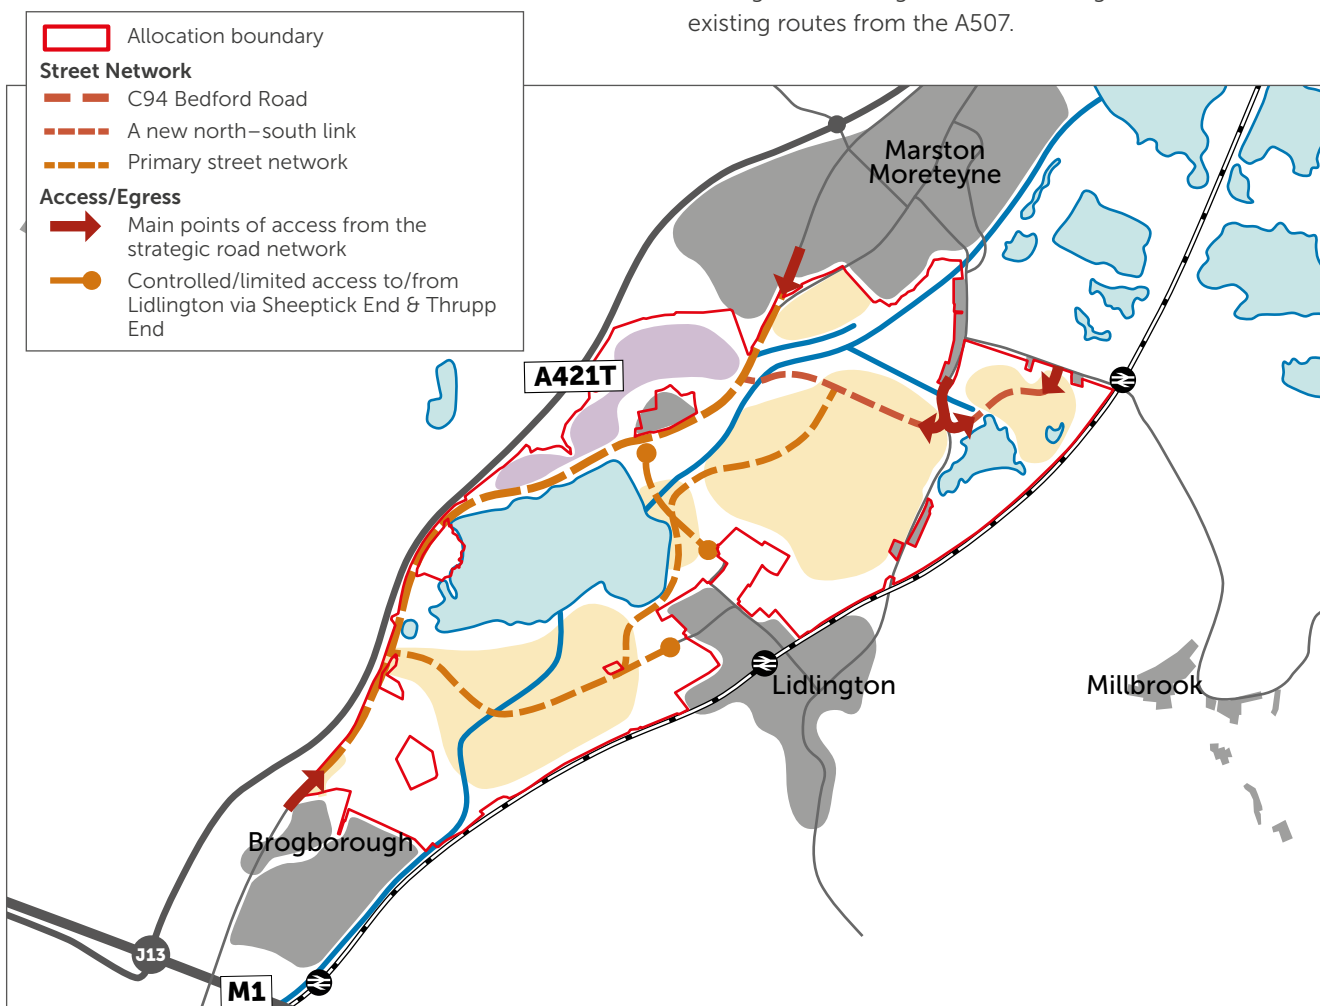 existing routes from the A507.
Allocation boundary
Street Network
C94 Bedford Road
A new north–south link
Primary street network
Access/Egress
Main points of access from the
strategic road network
Controlled/limited access to/from
Lidlington via Sheeptick End & Thrupp
End
Marston
Moreteyne
A421T
Lidlington
Millbrook
Brogborough
J13
M1